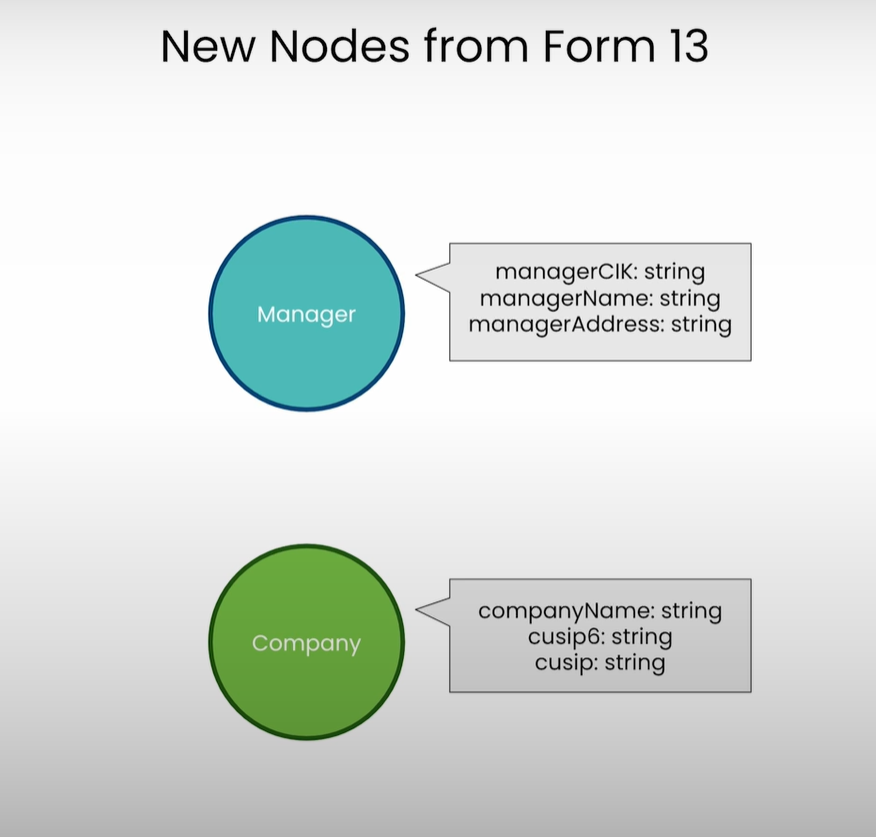 New Nodes from Form 13
Manager
managerCIK: string
managerName: string
managerAddress: string
Company
companyName: string
cusip6: string
cusip: string